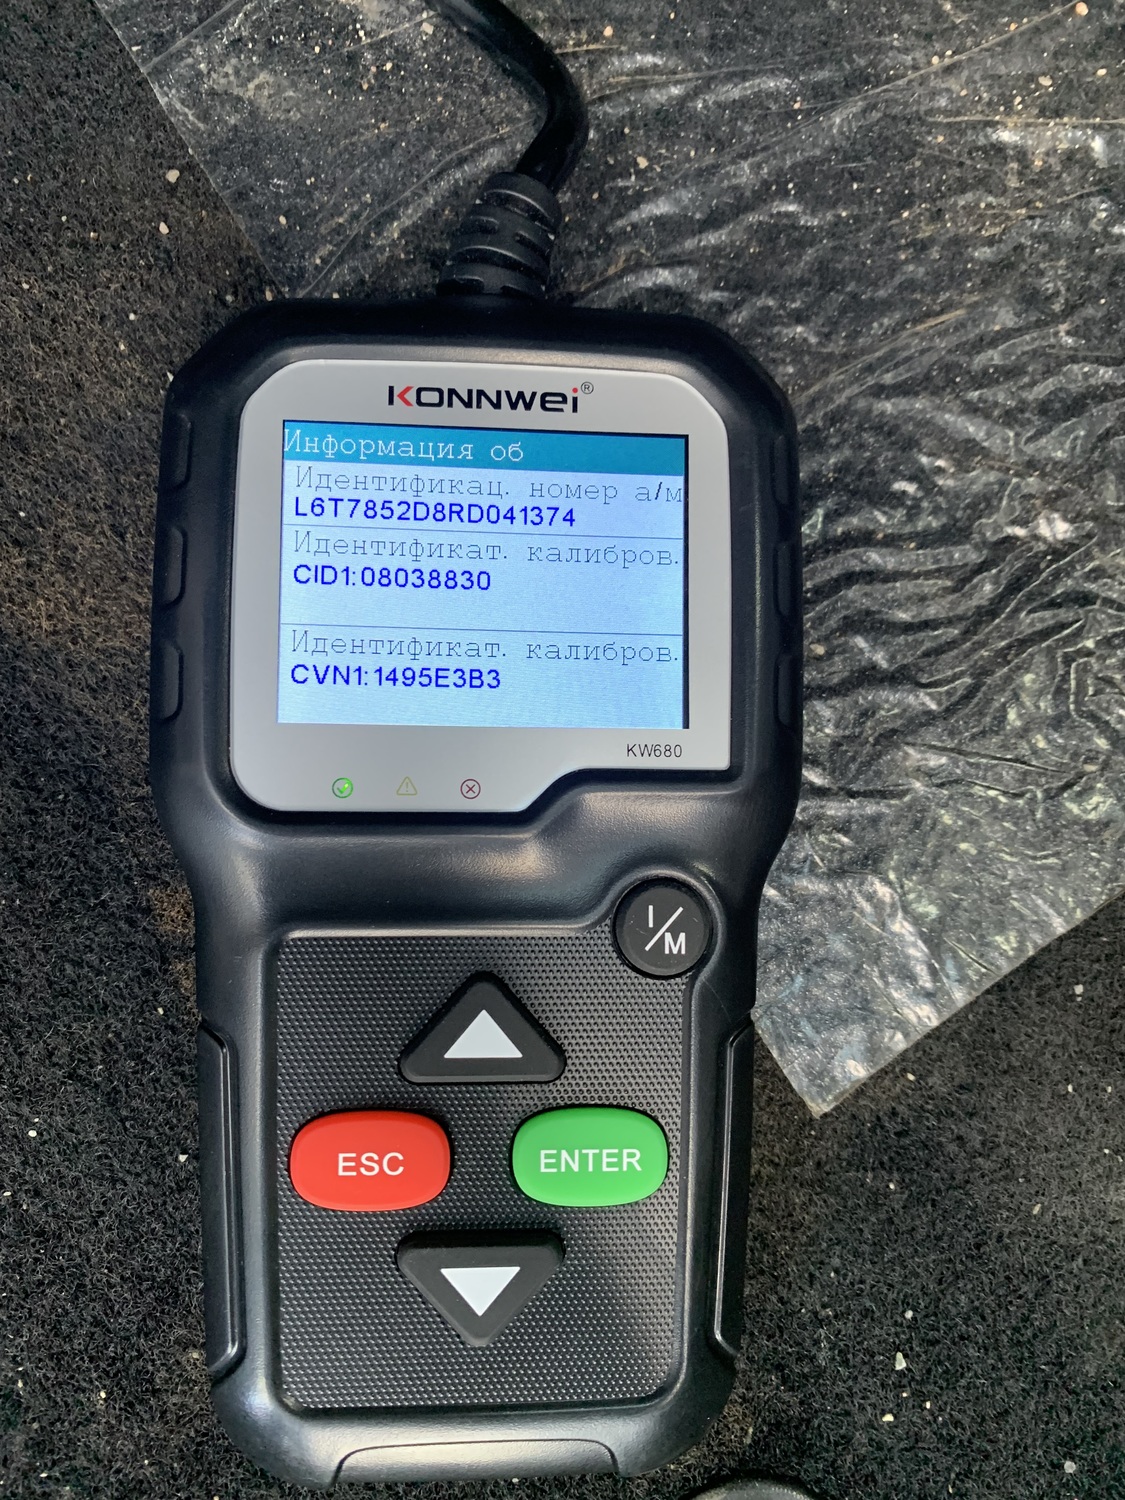 KONNWEI®
Информация об
Идентификац. номер а/м
L6T7852D8RD041374
Идентификат. калибров.
CID1:08038830
Идентификат. калибров.
CVN1:1495E3B3
KW680
I/M
ESC
ENTER